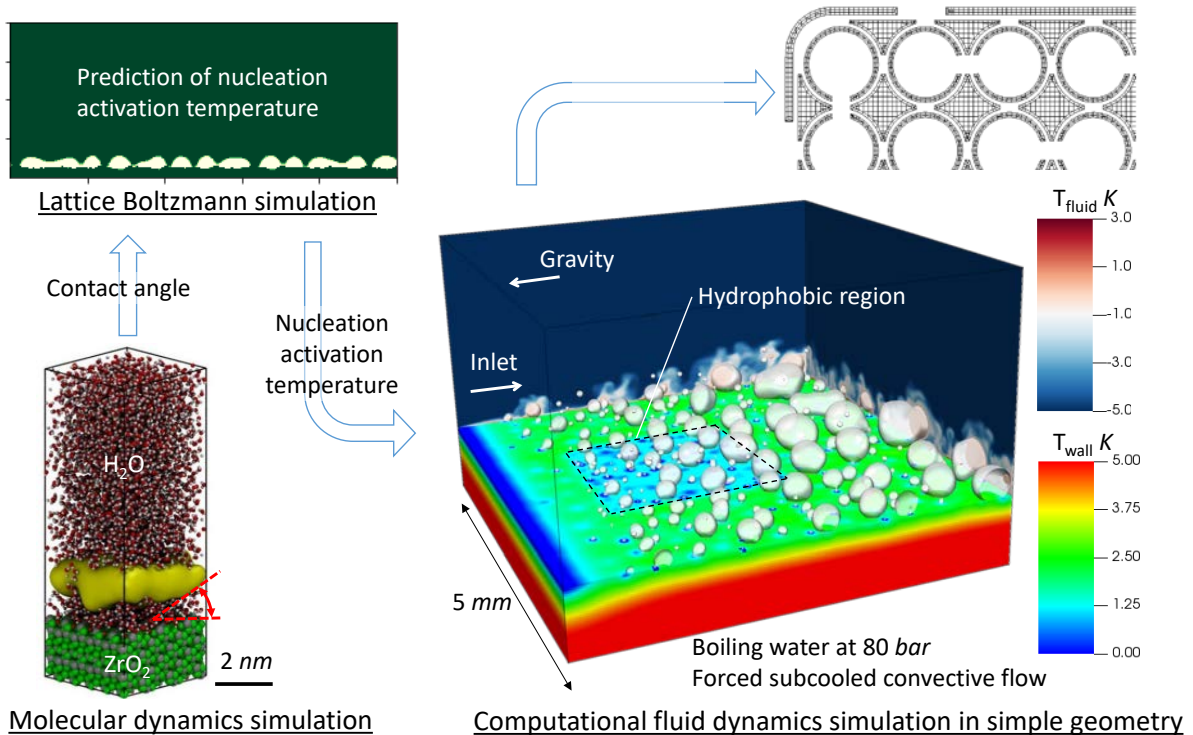 Prediction of nucleation
activation temperature
Lattice Boltzmann simulation
Contact angle
Nucleation
activation
temperature
H₂O
ZrO₂
2 nm
Molecular dynamics simulation
Gravity
Hydrophobic region
Inlet
5 mm
Boiling water at 80 bar
Forced subcooled convective flow
Computational fluid dynamics simulation in simple geometry
T_fluid K
3.0
1.0
-1.0
-3.0
-5.0
T_wall K
5.00
3.75
2.50
1.25
0.00